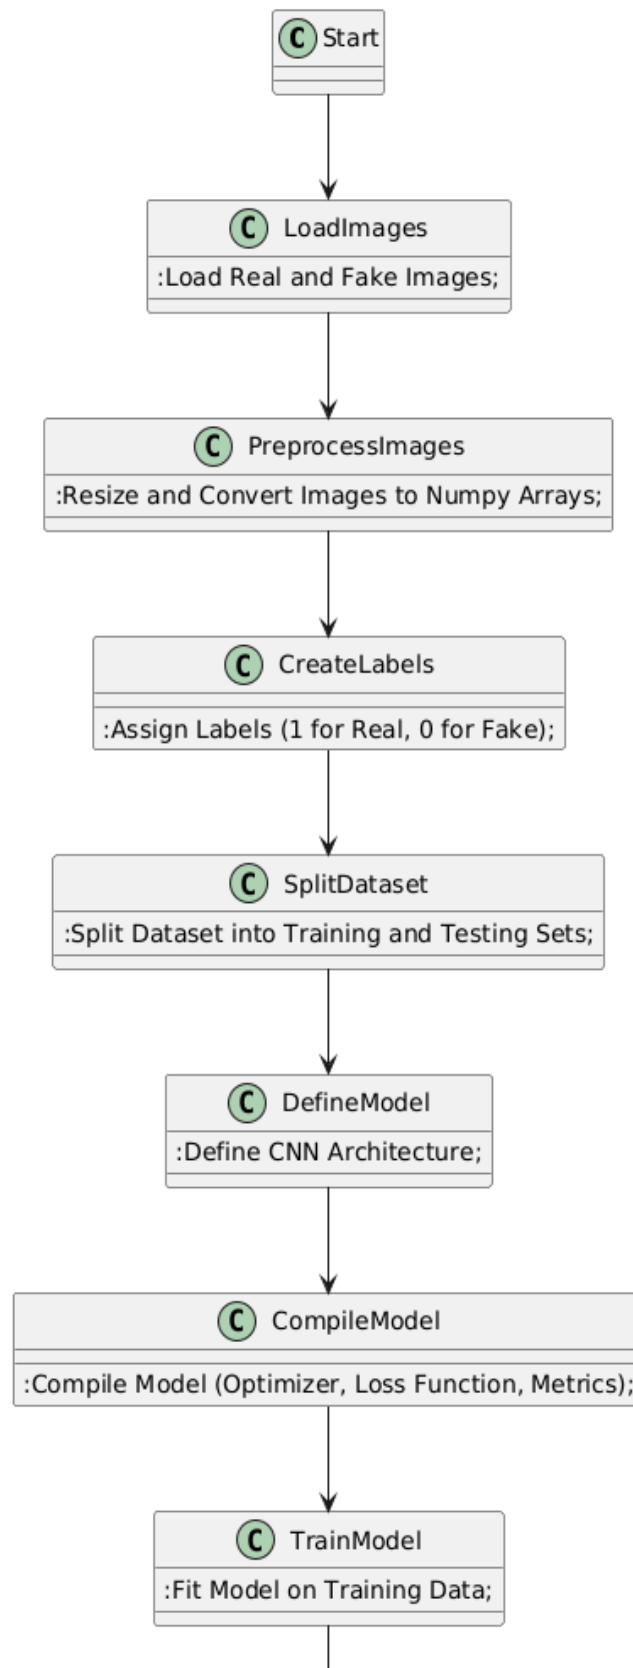 C Start
C LoadImages
:Load Real and Fake Images;
C PreprocessImages
:Resize and Convert Images to Numpy Arrays;
C CreateLabels
:Assign Labels (1 for Real, 0 for Fake);
C SplitDataset
:Split Dataset into Training and Testing Sets;
C DefineModel
:Define CNN Architecture;
C CompileModel
:Compile Model (Optimizer, Loss Function, Metrics);
C TrainModel
:Fit Model on Training Data;